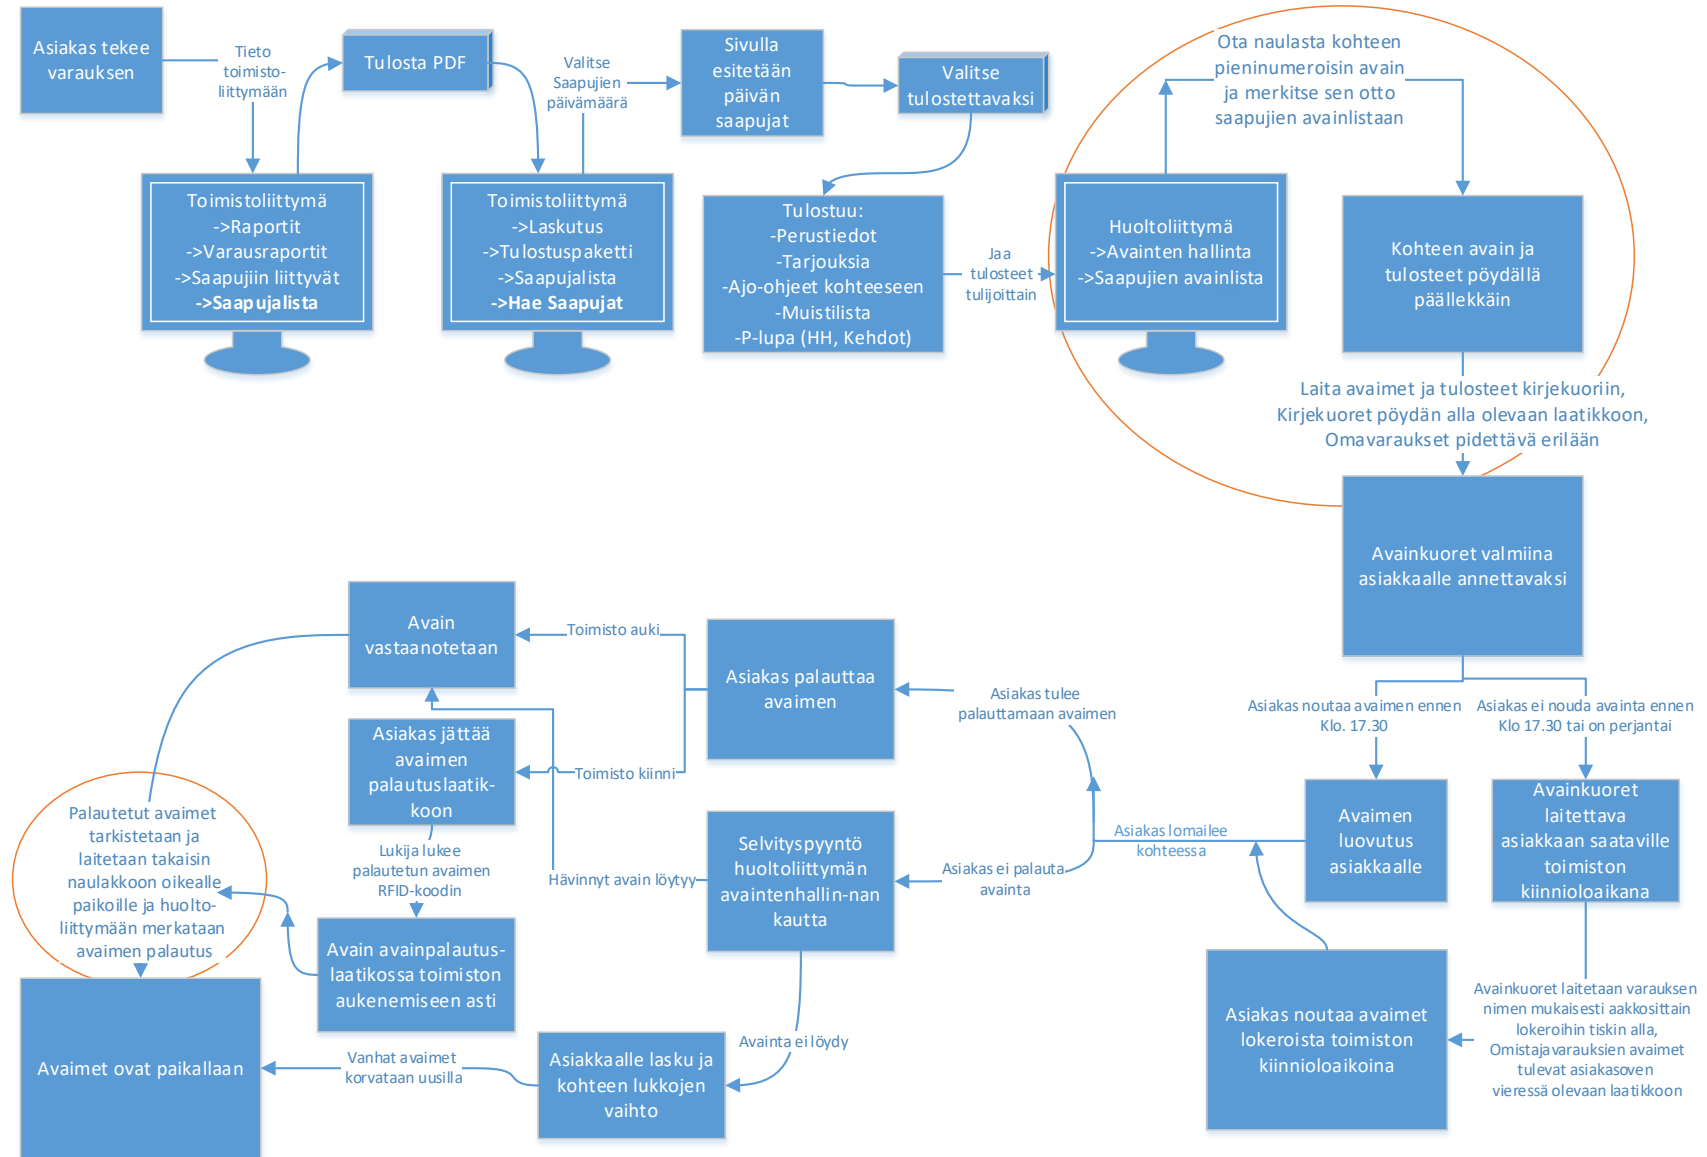 Asiakas tekee
varauksen
Tieto
toimisto-
liittymään
Tulosta PDF
Valitse
Saapujien
päivämäärä
Sivulla
esitetään
päivän
saapujat
Valitse
tulostettavaksi
Ota naulasta kohteen
pieninumeroisin avain
ja merkitse sen otto
saapujien avainlistaan
Toimistoliittymä
->Raportit
->Varausraportit
->Saapujiin liittyvät
->Saapujalista
Toimistoliittymä
->Laskutus
->Tulostuspaketti
->Saapujalista
->Hae Saapujat
Tulostuu:
-Perustiedot
-Tarjouksia
-Ajo-ohjeet kohteeseen
-Muistilista
-P-lupa (HH, Kehdot)
Jaa
tulosteet
tulijoittain
Huoltoliittymä
->Avainten hallinta
->Saapujien avainlista
Kohteen avain ja
tulosteet pöydällä
päällekkäin
Laita avaimet ja tulosteet kirjekuoriin,
Kirjekuoret pöydän alla olevaan laatikkoon,
Omavaraukset pidettävä erilään
Avainkuoret valmiina
asiakkaalle annettavaksi
Asiakas noutaa avaimen ennen
Klo. 17.30
Asiakas ei nouda avainta ennen
Klo 17.30 tai on perjantai
Avaimen
luovutus
asiakkaalle
Avainkuoret
laitettava
asiakkaan saataville
toimiston
kiinnioloaikana
Avainkuoret laitetaan varauksen
nimen mukaisesti aakkosittain
lokeroihin tiskin alla,
Omistajavarauksien avaimet
tulevat asiakasoven
vieressä olevaan laatikkoon
Asiakas noutaa avaimet
lokeroista toimiston
kiinnioloaikoina
Asiakas lomailee
kohteessa
Asiakas tulee
palauttamaan avaimen
Asiakas ei palauta
avainta
Asiakas palauttaa
avaimen
Toimisto auki
Toimisto kiinni
Avain
vastaanotetaan
Asiakas jättää
avaimen
palautuslaatik-
koon
Lukija lukee
palautetun avaimen
RFID-koodin
Avain avainpalautus-
laatikossa toimiston
aukenemiseen asti
Selvityspyyntö
huoltoliittymän
avaintenhallin-nan
kautta
Hävinnyt avain löytyy
Avainta ei löydy
Asiakkaalle lasku ja
kohteen lukkojen
vaihto
Vanhat avaimet
korvataan uusilla
Palautetut avaimet
tarkistetaan ja
laitetaan takaisin
naulakkoon oikealle
paikoille ja huolto-
liittymään merkataan
avaimen palautus
Avaimet ovat paikallaan